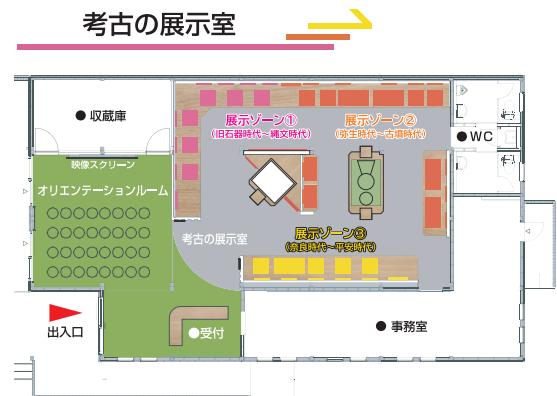 考古の展示室
● 収蔵庫
展示ゾーン①
(旧石器時代～縄文時代)
展示ゾーン②
(弥生時代～古墳時代)
●WC
映像スクリーン
オリエンテーションルーム
考古の展示室
展示ゾーン③
(奈良時代～平安時代)
出入口
●受付
● 事務室